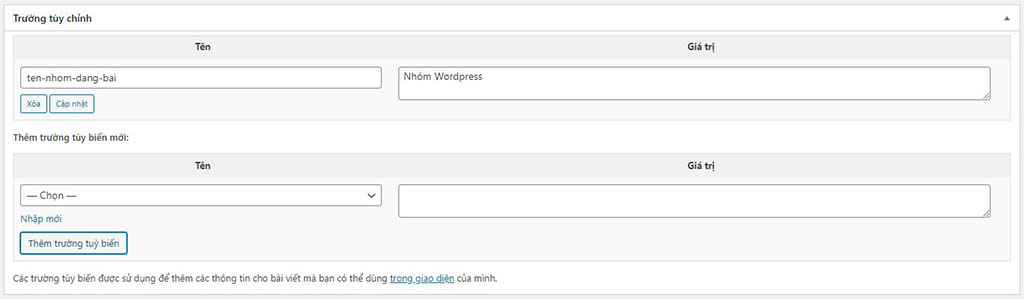 Trường tùy chỉnh
Tên Giá trị
ten-nhom-dang-bai Nhóm Wordpress
Xóa Cập nhật
Thêm trường tùy biến mới:
Tên Giá trị
— Chọn —
Nhập mới
Thêm trường tuỳ biến
Các trường tùy biến được sử dụng để thêm các thông tin cho bài viết mà bạn có thể dùng trong giao diện của mình.